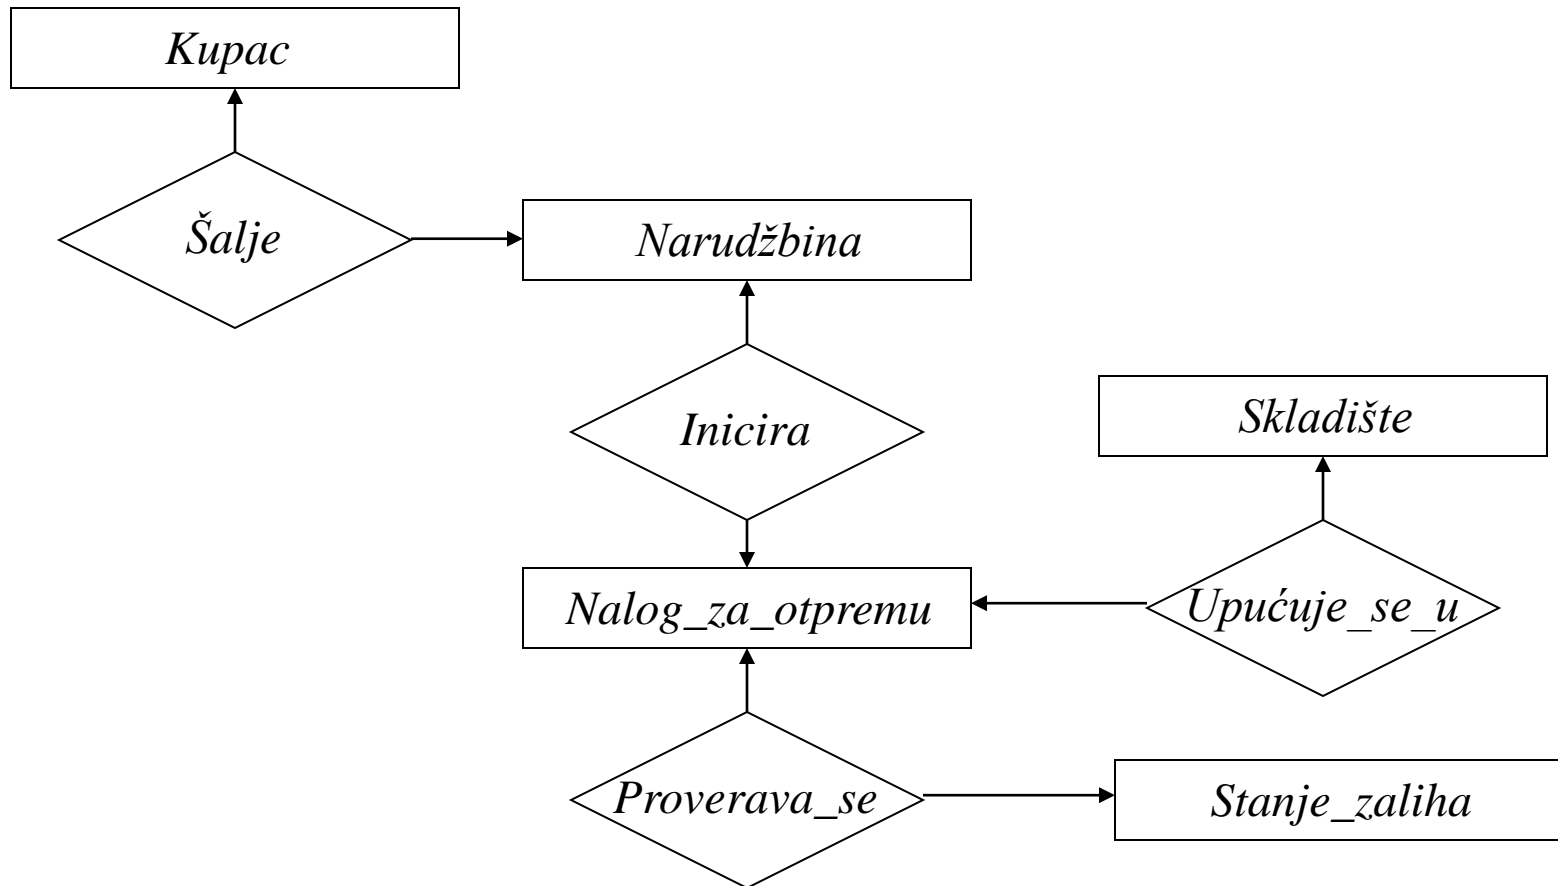 Kupac
Šalje
Narudžbina
Inicira
Skladište
Nalog_za_otpremu
Upućuje_se_u
Proverava_se
Stanje_zaliha